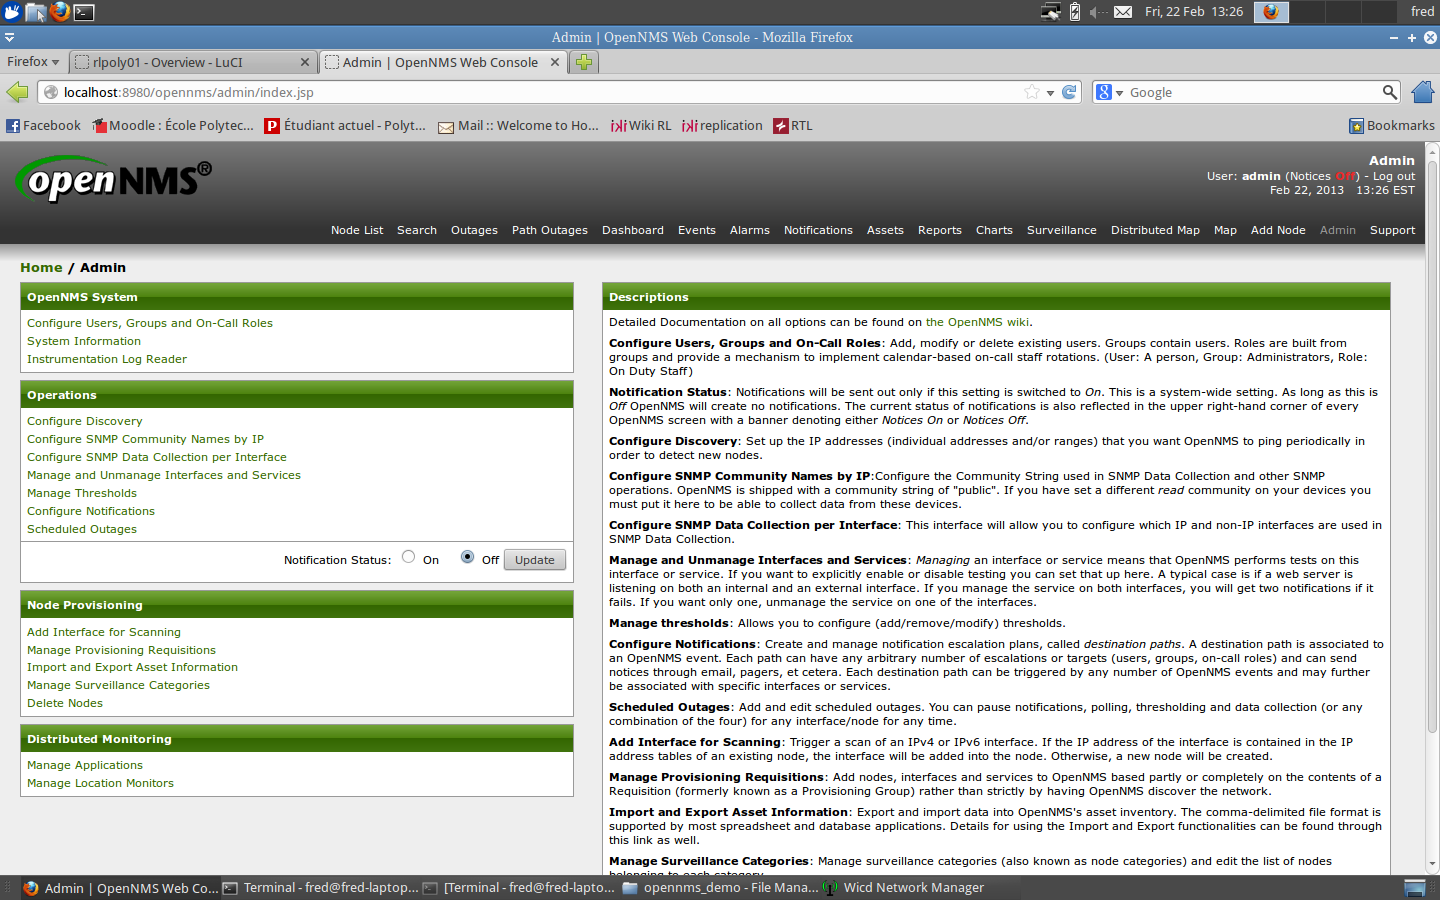 Fri, 22 Feb 13:26
fred
Admin | OpenNMS Web Console - Mozilla Firefox
Firefox
rlpoly01 - Overview - LuCI
Admin | OpenNMS Web Console
localhost:8980/opennms/admin/index.jsp
Google
Facebook
Moodle : École Polytec...
Étudiant actuel - Polyt...
Mail :: Welcome to Ho...
Wiki RL
replication
RTL
Bookmarks
openNMS®
Admin
User: admin (Notices Off) - Log out
Feb 22, 2013 13:26 EST
Node List Search Outages Path Outages Dashboard Events Alarms Notifications Assets Reports Charts Surveillance Distributed Map Map Add Node Admin Support
Home / Admin
OpenNMS System
Configure Users, Groups and On-Call Roles
System Information
Instrumentation Log Reader
Operations
Configure Discovery
Configure SNMP Community Names by IP
Configure SNMP Data Collection per Interface
Manage and Unmanage Interfaces and Services
Manage Thresholds
Configure Notifications
Scheduled Outages
Notification Status: On Off Update
Node Provisioning
Add Interface for Scanning
Manage Provisioning Requisitions
Import and Export Asset Information
Manage Surveillance Categories
Delete Nodes
Distributed Monitoring
Manage Applications
Manage Location Monitors
Descriptions
Detailed Documentation on all options can be found on the OpenNMS wiki.
Configure Users, Groups and On-Call Roles: Add, modify or delete existing users. Groups contain users. Roles are built from
groups and provide a mechanism to implement calendar-based on-call staff rotations. (User: A person, Group: Administrators, Role:
On Duty Staff)
Notification Status: Notifications will be sent out only if this setting is switched to On. This is a system-wide setting. As long as this is
Off OpenNMS will create no notifications. The current status of notifications is also reflected in the upper right-hand corner of every
OpenNMS screen with a banner denoting either Notices On or Notices Off.
Configure Discovery: Set up the IP addresses (individual addresses and/or ranges) that you want OpenNMS to ping periodically in
order to detect new nodes.
Configure SNMP Community Names by IP:Configure the Community String used in SNMP Data Collection and other SNMP
operations. OpenNMS is shipped with a community string of "public". If you have set a different read community on your devices you
must put it here to be able to collect data from these devices.
Configure SNMP Data Collection per Interface: This interface will allow you to configure which IP and non-IP interfaces are used in
SNMP Data Collection.
Manage and Unmanage Interfaces and Services: Managing an interface or service means that OpenNMS performs tests on this
interface or service. If you want to explicitly enable or disable testing you can set that up here. A typical case is if a web server is
listening on both an internal and an external interface. If you manage the service on both interfaces, you will get two notifications if it
fails. If you want only one, unmanage the service on one of the interfaces.
Manage thresholds: Allows you to configure (add/remove/modify) thresholds.
Configure Notifications: Create and manage notification escalation plans, called destination paths. A destination path is associated to
an OpenNMS event. Each path can have any arbitrary number of escalations or targets (users, groups, on-call roles) and can send
notices through email, pagers, et cetera. Each destination path can be triggered by any number of OpenNMS events and may further
be associated with specific interfaces or services.
Scheduled Outages: Add and edit scheduled outages. You can pause notifications, polling, thresholding and data collection (or any
combination of the four) for any interface/node for any time.
Add Interface for Scanning: Trigger a scan of an IPv4 or IPv6 interface. If the IP address of the interface is contained in the IP
address tables of an existing node, the interface will be added into the node. Otherwise, a new node will be created.
Manage Provisioning Requisitions: Add nodes, interfaces and services to OpenNMS based partly or completely on the contents of a
Requisition (formerly known as a Provisioning Group) rather than strictly by having OpenNMS discover the network.
Import and Export Asset Information: Export and import data into OpenNMS's asset inventory. The comma-delimited file format is
supported by most spreadsheet and database applications. Details for using the Import and Export functionalities can be found through
this link as well.
Manage Surveillance Categories: Manage surveillance categories (also known as node categories) and edit the list of nodes
belonging to each category.
Admin | OpenNMS Web Co...
Terminal - fred@fred-laptop...
[Terminal - fred@fred-lapto...
opennms_demo - File Mana...
Wicd Network Manager